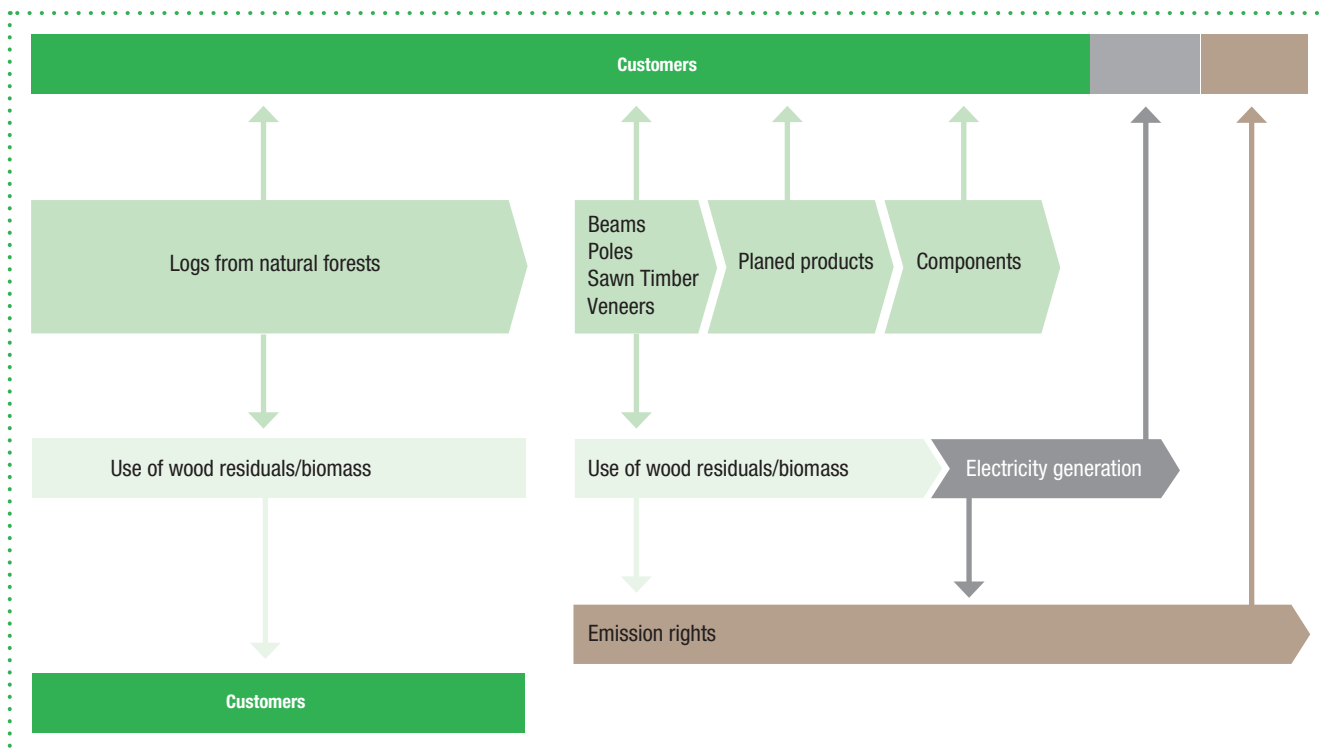 Customers
Logs from natural forests
Beams
Poles
Sawn Timber
Veneers
Planed products
Components
Use of wood residuals/biomass
Use of wood residuals/biomass
Electricity generation
Emission rights
Customers